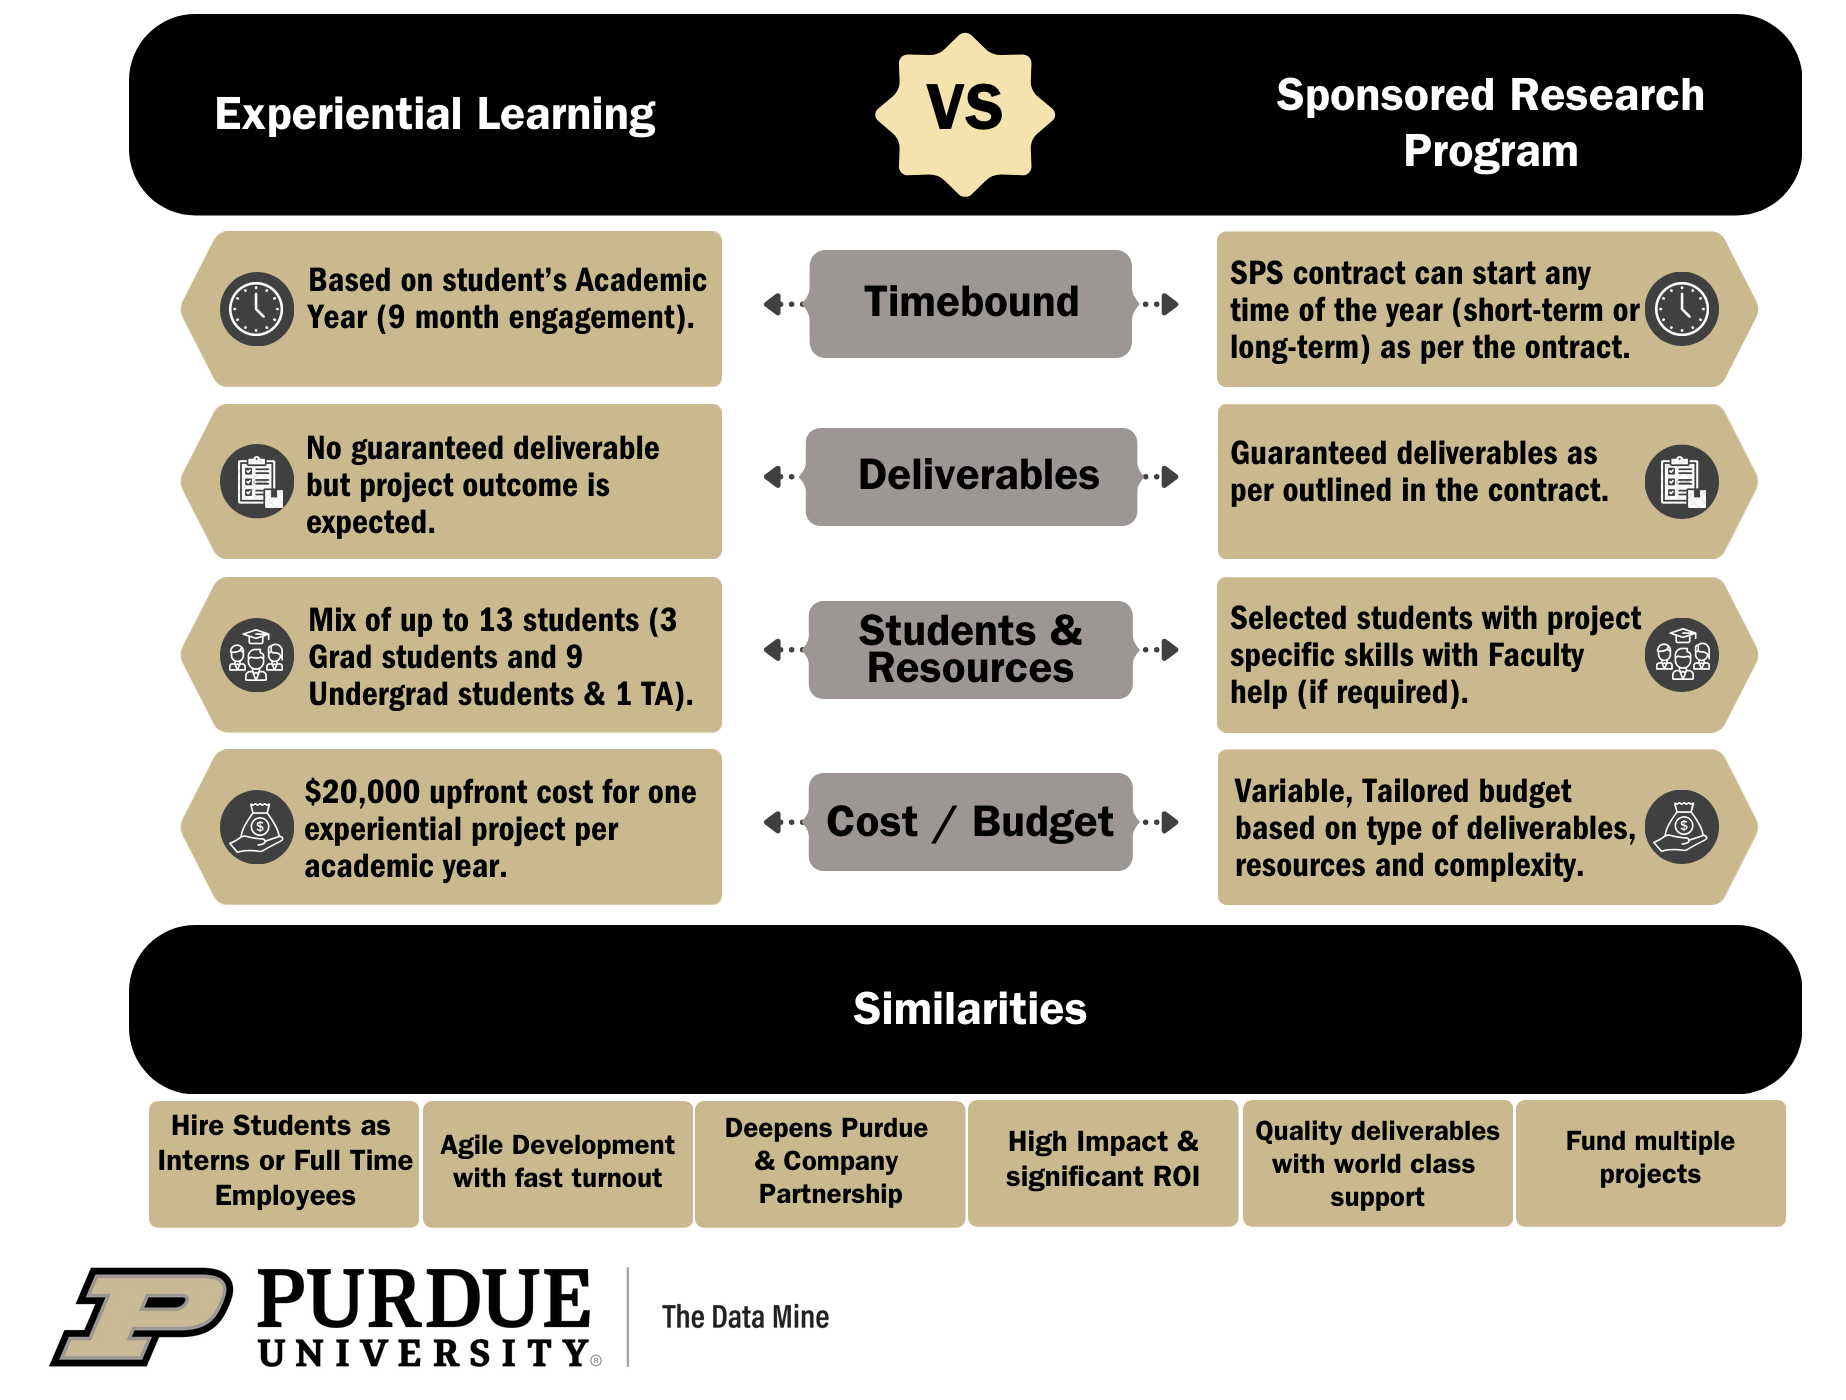 Experiential Learning
VS
Sponsored Research
Program
Based on student's Academic
Year (9 month engagement).
Timebound
SPS contract can start any
time of the year (short-term or
long-term) as per the ontract.
No guaranteed deliverable
but project outcome is
expected.
Deliverables
Guaranteed deliverables as
per outlined in the contract.
Mix of up to 13 students (3
Grad students and 9
Undergrad students & 1 TA).
Students &
Resources
Selected students with project
specific skills with Faculty
help (if required).
$20,000 upfront cost for one
experiential project per
academic year.
Cost / Budget
Variable, Tailored budget
based on type of deliverables,
resources and complexity.
Similarities
Hire Students as
Interns or Full Time
Employees
Agile Development
with fast turnout
Deepens Purdue
& Company
Partnership
High Impact &
significant ROI
Quality deliverables
with world class
support
Fund multiple
projects
P
PURDUE
UNIVERSITY®
The Data Mine